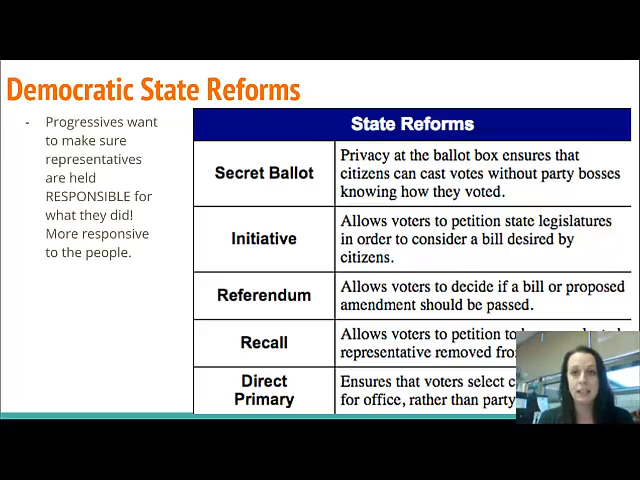 Democratic State Reforms
- Progressives want
to make sure
representatives
are held
RESPONSIBLE for
what they did!
More responsive
to the people.
State Reforms
Secret Ballot
Privacy at the ballot box ensures that
citizens can cast votes without party bosses
knowing how they voted.
Initiative
Allows voters to petition state legislatures
in order to consider a bill desired by
citizens.
Referendum
Allows voters to decide if a bill or proposed
amendment should be passed.
Recall
Allows voters to petition to
representative removed
Direct
Primary
Ensures that voters select
for office, rather than party